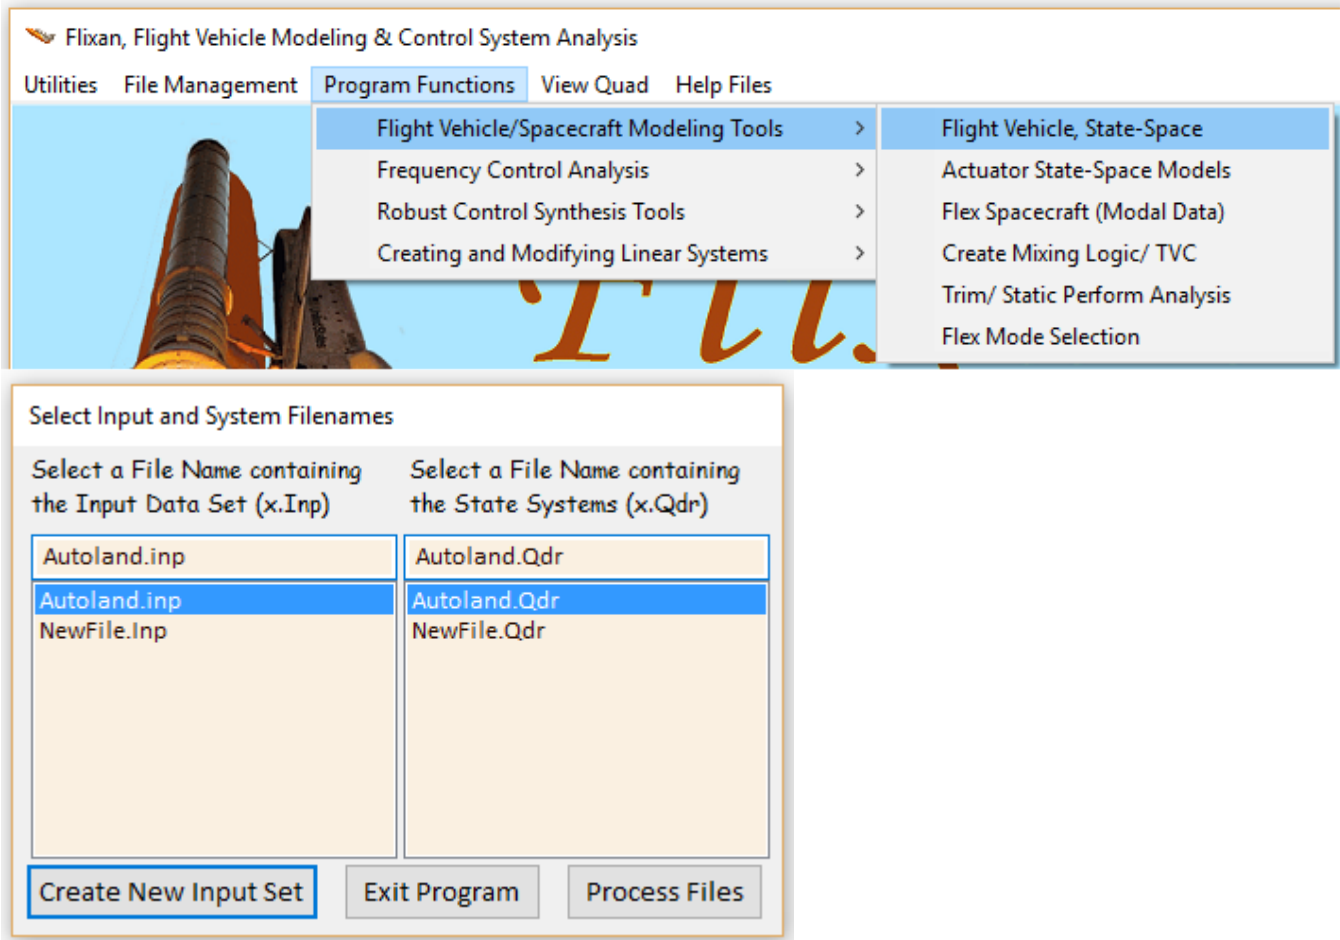 Flixan, Flight Vehicle Modeling & Control System Analysis
Utilities File Management Program Functions View Quad Help Files
Flight Vehicle/Spacecraft Modeling Tools >
Frequency Control Analysis >
Robust Control Synthesis Tools >
Creating and Modifying Linear Systems >
Flight Vehicle, State-Space
Actuator State-Space Models
Flex Spacecraft (Modal Data)
Create Mixing Logic/ TVC
Trim/ Static Perform Analysis
Flex Mode Selection
Select Input and System Filenames
Select a File Name containing
the Input Data Set (x.Inp)
Autoland.inp
Autoland.inp
NewFile.Inp
Select a File Name containing
the State Systems (x.Qdr)
Autoland.Qdr
Autoland.Qdr
NewFile.Qdr
Create New Input Set
Exit Program
Process Files